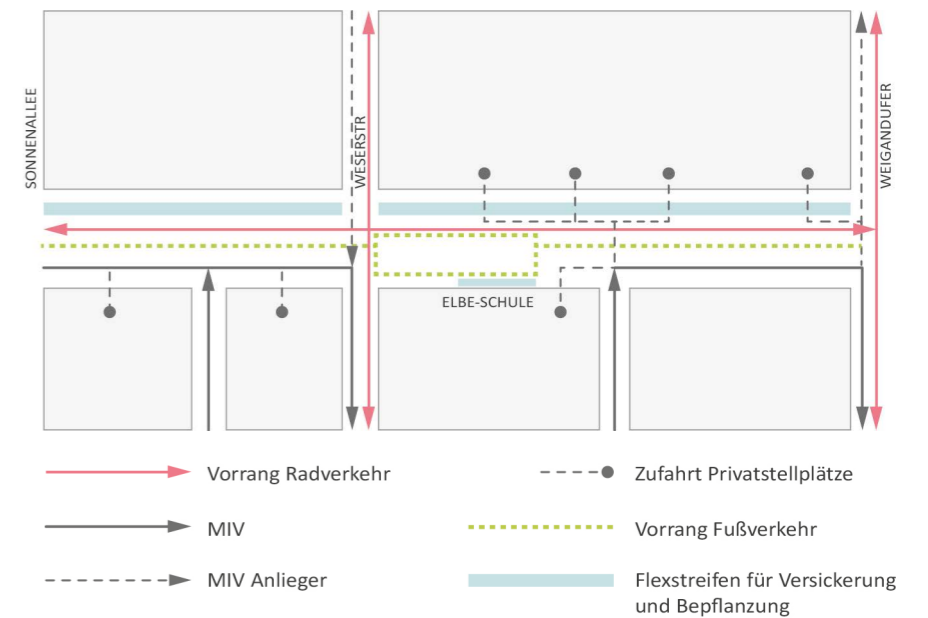 SONNENALLEE
WESERSTR
WEIGANDUFER
ELBE-SCHULE
Vorrang Radverkehr
MIV
MIV Anlieger
Zufahrt Privatstellplätze
Vorrang Fußverkehr
Flexstreifen für Versickerung
und Bepflanzung